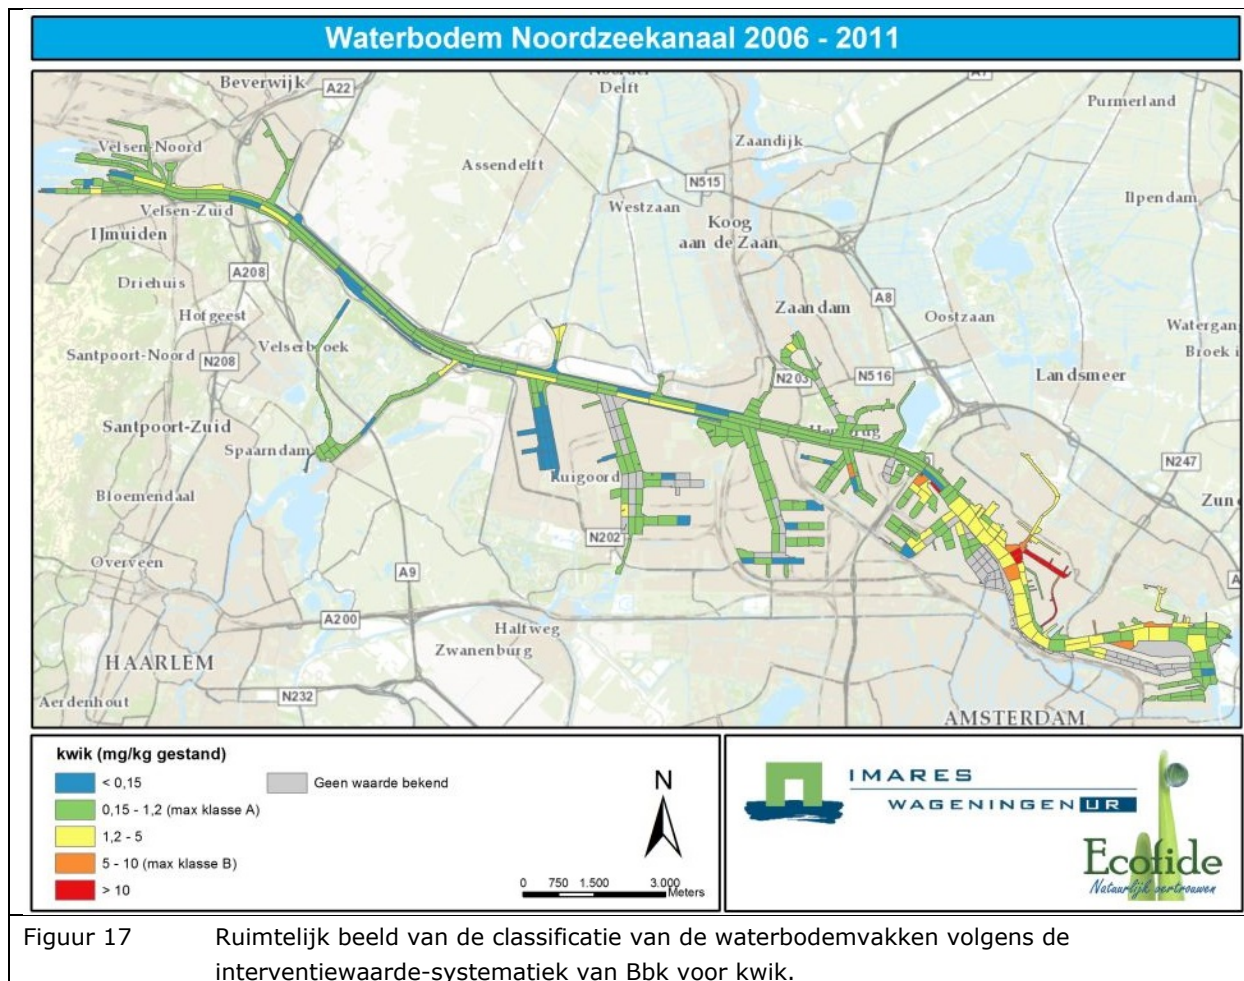 Waterbodem Noordzeekanaal 2006 - 2011
Beverwijk
A22
Delft
A7
Purmerland
Velsen-Noord
Zaandijk
Assendelft
N515
Ilpendam
Westzaan
Velsen-Zuid
Koog
aan de Zaan
IJmuiden
A208
Driehuis
A8
Zaandam
Oostzaan
Hofgeest
Watergan
Santpoort-Noord
N208
Velserbroek
Broek i
N203
N516
Landsmeer
Santpoort-Zuid
Spaarndam
N247
Ruigoord
Bloemendaal
Zun
N202
Overveen
A9
A200
Halfweg
Zwanenburg
HAARLEM
N232
Aerdenhout
AMSTERDAM
kwik (mg/kg gestand)
< 0,15
Geen waarde bekend
0,15 - 1,2 (max klasse A)
1,2 - 5
5 - 10 (max klasse B)
> 10
N
0 750 1.500 3.000
Meters
IMARES
WAGENINGEN UR
Ecofide
Natuurlijk vertrouwen
Figuur 17 Ruimtelijk beeld van de classificatie van de waterbodemvakken volgens de
interventiewaarde-systematiek van Bbk voor kwik.